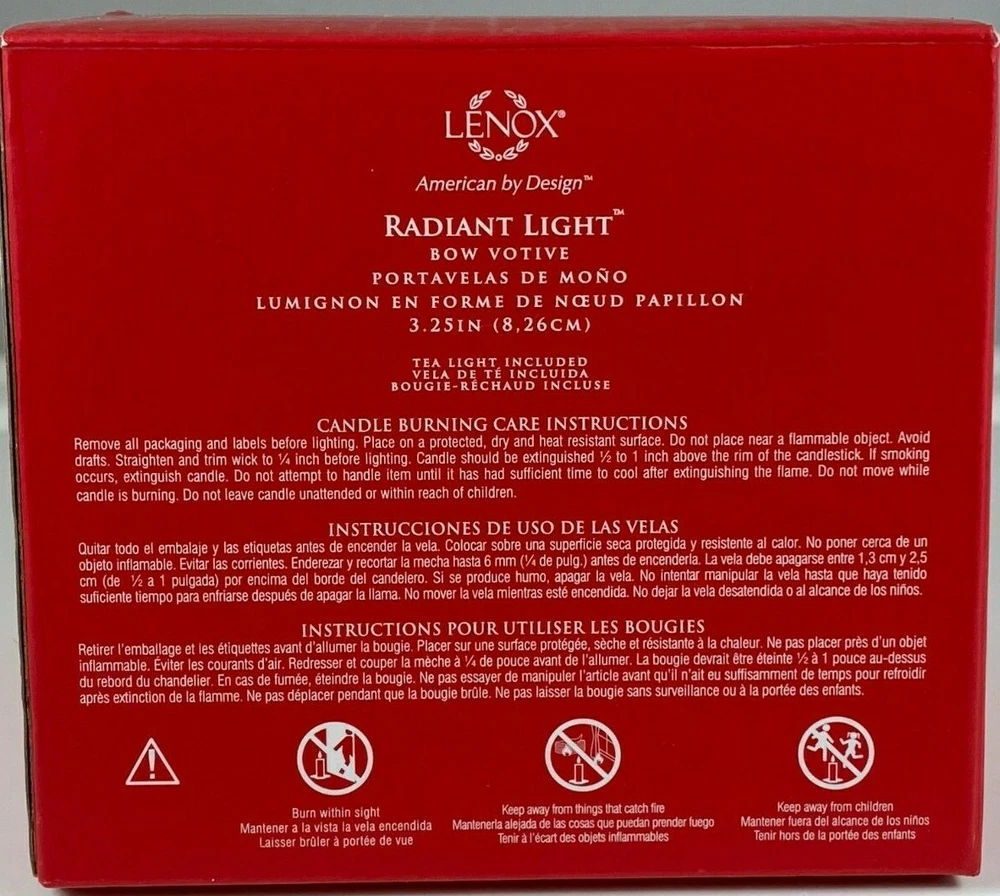 LENOX®
American by Design™
RADIANT LIGHT™
BOW VOTIVE
PORTAVELAS DE MOÑO
LUMIGNON EN FORME DE NŒUD PAPILLON
3.25IN (8,26CM)
TEA LIGHT INCLUDED
VELA DE TÉ INCLUIDA
BOUGIE-RÉCHAUD INCLUSE
CANDLE BURNING CARE INSTRUCTIONS
Remove all packaging and labels before lighting. Place on a protected, dry and heat resistant surface. Do not place near a flammable object. Avoid
drafts. Straighten and trim wick to ¼ inch before lighting. Candle should be extinguished ½ to 1 inch above the rim of the candlestick. If smoking
occurs, extinguish candle. Do not attempt to handle item until it has had sufficient time to cool after extinguishing the flame. Do not move while
candle is burning. Do not leave candle unattended or within reach of children.
INSTRUCCIONES DE USO DE LAS VELAS
Quitar todo el embalaje y las etiquetas antes de encender la vela. Colocar sobre una superficie seca protegida y resistente al calor. No poner cerca de un
objeto inflamable. Evitar las corrientes. Enderezar y recortar la mecha hasta 6 mm (¼ de pulg.) antes de encenderla. La vela debe apagarse entre 1,3 cm y 2,5
cm (de ½ a 1 pulgada) por encima del borde del candelero. Si se produce humo, apagar la vela. No intentar manipular la vela hasta que haya tenido
suficiente tiempo para enfriarse después de apagar la llama. No mover la vela mientras esté encendida. No dejar la vela desatendida o al alcance de los niños.
INSTRUCTIONS POUR UTILISER LES BOUGIES
Retirer l'emballage et les étiquettes avant d'allumer la bougie. Placer sur une surface protégée, sèche et résistante à la chaleur. Ne pas placer près d'un objet
inflammable. Éviter les courants d'air. Redresser et couper la mèche à ¼ de pouce avant de l'allumer. La bougie devrait être éteinte ½ à 1 pouce au-dessus
du rebord du chandelier. En cas de fumée, éteindre la bougie. Ne pas essayer de manipuler l'article avant qu'il n'ait eu suffisamment de temps pour refroidir
après extinction de la flamme. Ne pas déplacer pendant que la bougie brûle. Ne pas laisser la bougie sans surveillance ou à la portée des enfants.
Burn within sight
Mantener a la vista la vela encendida
Laisser brûler à portée de vue
Keep away from things that catch fire
Mantenerla alejada de las cosas que puedan prender fuego
Tenir à l'écart des objets inflammables
Keep away from children
Mantener fuera del alcance de los niños
Tenir hors de la portée des enfants